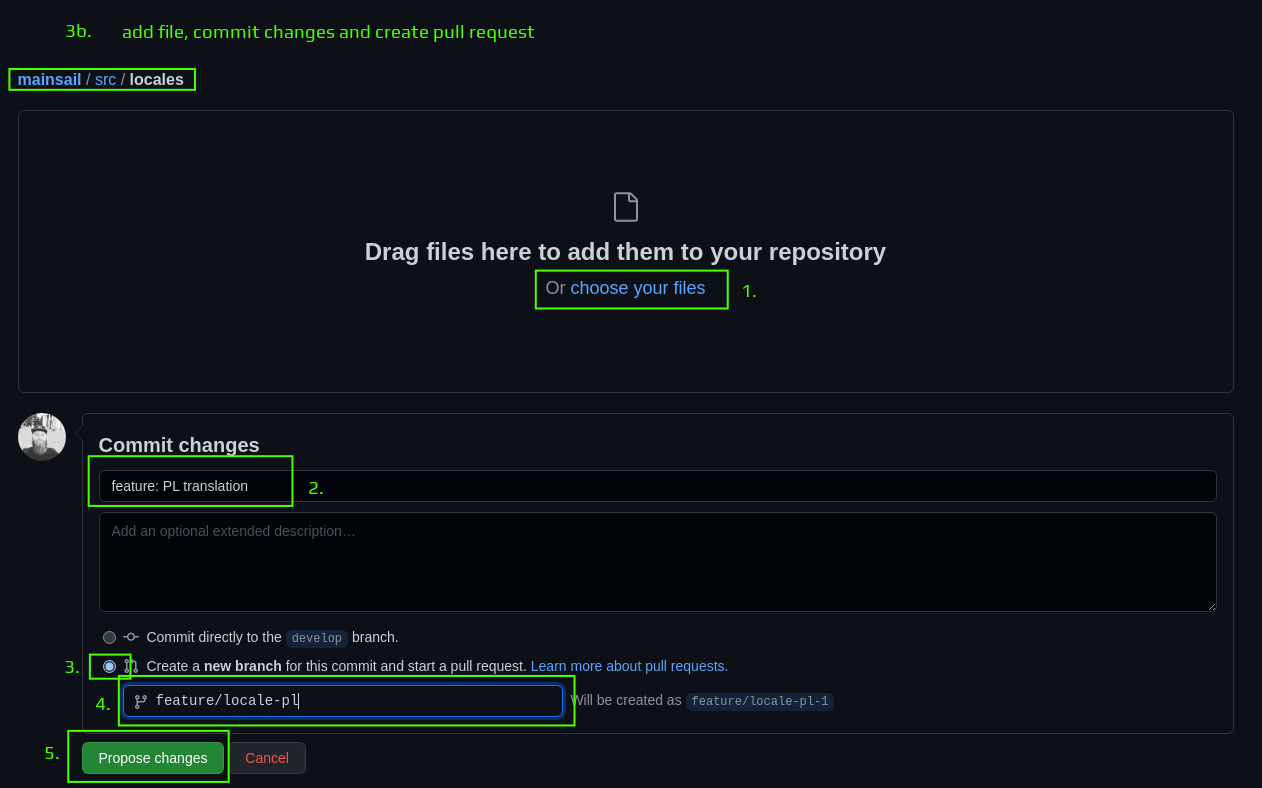 3b. add file, commit changes and create pull request
mainsail / src / locales
Drag files here to add them to your repository
Or choose your files 1.
Commit changes
feature: PL translation 2.
Add an optional extended description…
Commit directly to the develop branch.
3. Create a new branch for this commit and start a pull request. Learn more about pull requests.
4. feature/locale-pl Will be created as feature/locale-pl-1
5. Propose changes Cancel